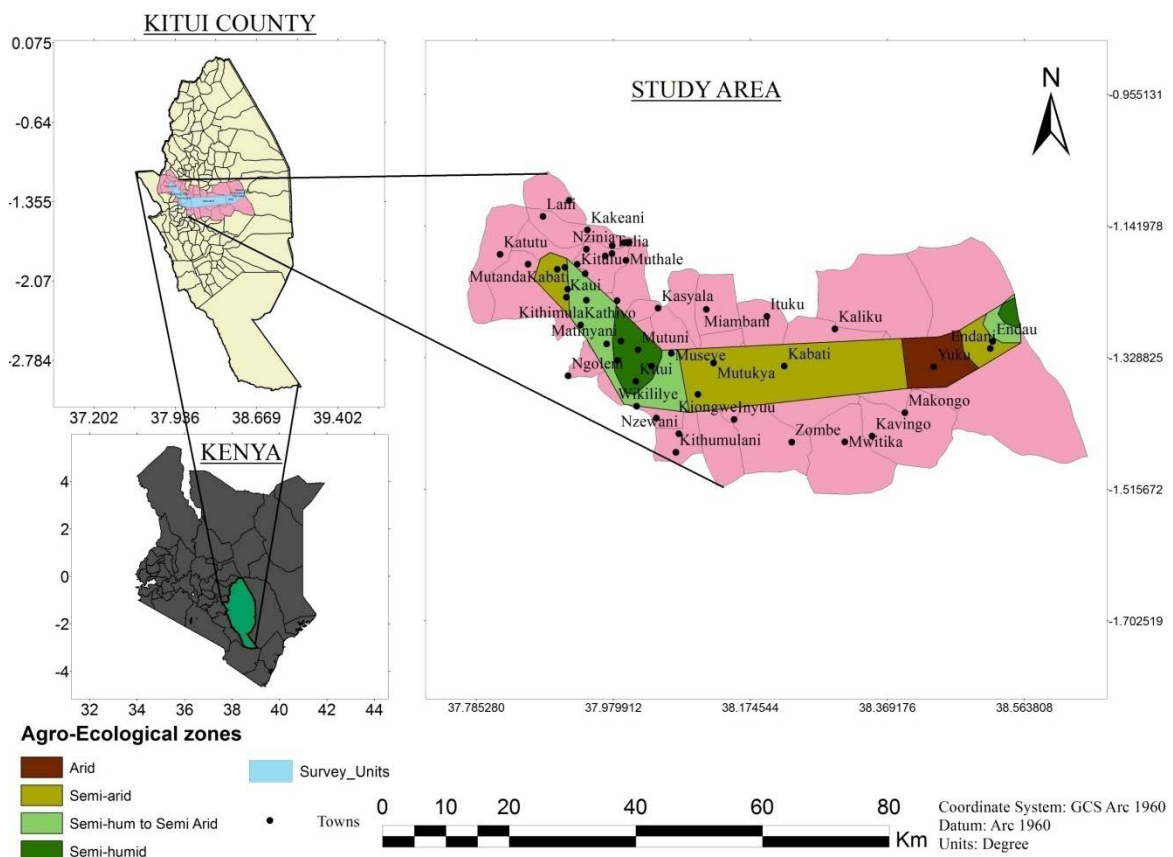 KITUI COUNTY
0.075
-0.64
-1.355
-2.07
-2.784
37.202
37.936
38.669
39.402
KENYA
4
2
0
-2
-4
32
34
36
38
40
42
44
STUDY AREA
N
-0.955131
-1.141978
-1.328825
-1.515672
-1.702519
37.785280
37.979912
38.174544
38.369176
38.563808
Kakeani
Katutu
Nzinia
Kitulu
Muthale
Mutanda
Kabati
Kaui
Kasyala
Ituku
Kithimula
Kathivo
Miambani
Kaliku
Matinyani
Mutuni
Endani
Endau
Museve
Kabati
Ngoleni
Kitui
Mutukya
Yuku
Wikililye
Kiongwe
Inyuu
Makongo
Nzewani
Kavingo
Kithumulani
Zombe
Mwitika
Agro-Ecological zones
Arid
Semi-arid
Semi-hum to Semi Arid
Semi-humid
Survey_Units
Towns
0 5 10 15 20
40
60
80
Km
Coordinate System: GCS Arc 1960
Datum: Arc 1960
Units: Degree